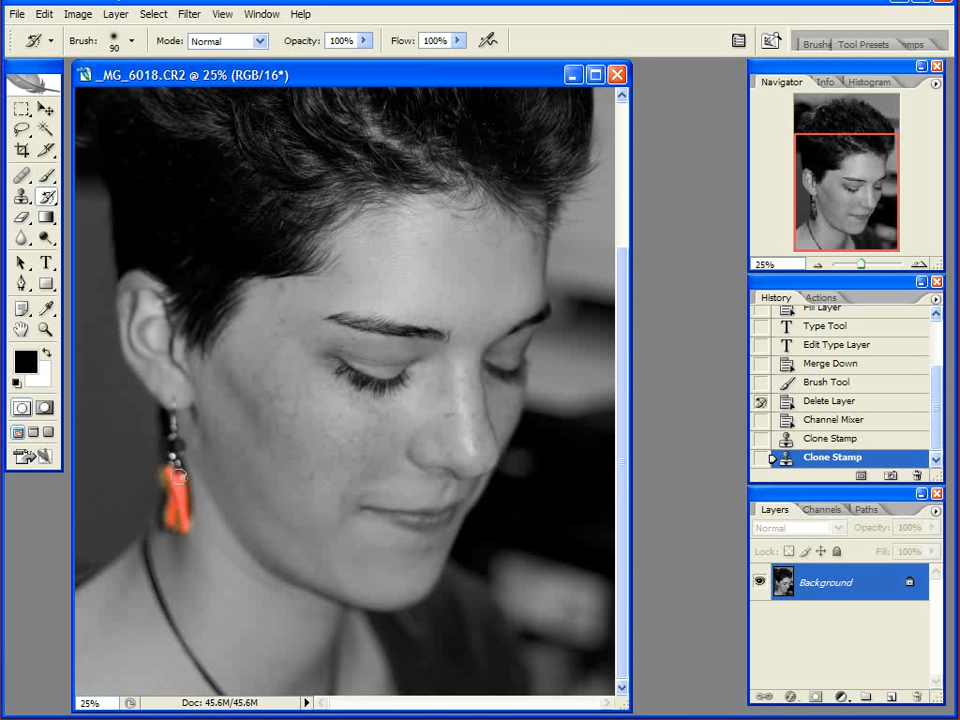 File Edit Image Layer Select Filter View Window Help
Brush: 90 Mode: Normal Opacity: 100% Flow: 100% Tool Presets
_MG_6018.CR2 @ 25% (RGB/16*)
Navigator Info Histogram
25%
History Actions
Fill Layer
Type Tool
Edit Type Layer
Merge Down
Brush Tool
Delete Layer
Channel Mixer
Clone Stamp
Clone Stamp
Layers Channels Paths
Normal Opacity: 100%
Lock: Fill: 100%
Background
25% Doc: 45.6M/45.6M